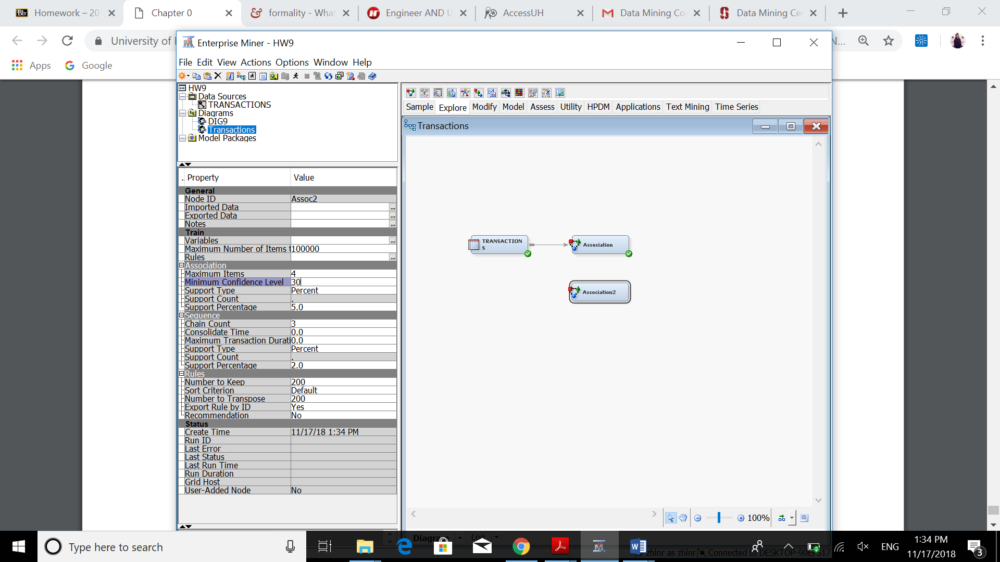 Homework – 20
Chapter 0
formality - What
Engineer AND U
AccessUH
Data Mining Co
Data Mining Ce
University of
N...
Apps
Google
Enterprise Miner - HW9
File Edit View Actions Options Window Help
HW9
Data Sources
TRANSACTIONS
Diagrams
DIG9
Transactions
Model Packages
. Property Value
General
Node ID Assoc2
Imported Data ...
Exported Data ...
Notes ...
Train
Variables ...
Maximum Number of Items t 100000
Rules ...
Association
Maximum Items 4
Minimum Confidence Level 30
Support Type Percent
Support Count .
Support Percentage 5.0
Sequence
Chain Count 3
Consolidate Time 0.0
Maximum Transaction Durati 0.0
Support Type Percent
Support Count .
Support Percentage 2.0
Rules
Number to Keep 200
Sort Criterion Default
Number to Transpose 200
Export Rule by ID Yes
Recommendation No
Status
Create Time 11/17/18 1:34 PM
Run ID
Last Error
Last Status
Last Run Time
Run Duration
Grid Host
User-Added Node No
Sample Explore Modify Model Assess Utility HPDM Applications Text Mining Time Series
Transactions
TRANSACTION
S
Association
Association2
100%
Diagram Log
zhlnr as zhlnr Connected to DESKTOP-90EF317
Type here to search
ENG
1:34 PM
11/17/2018
3